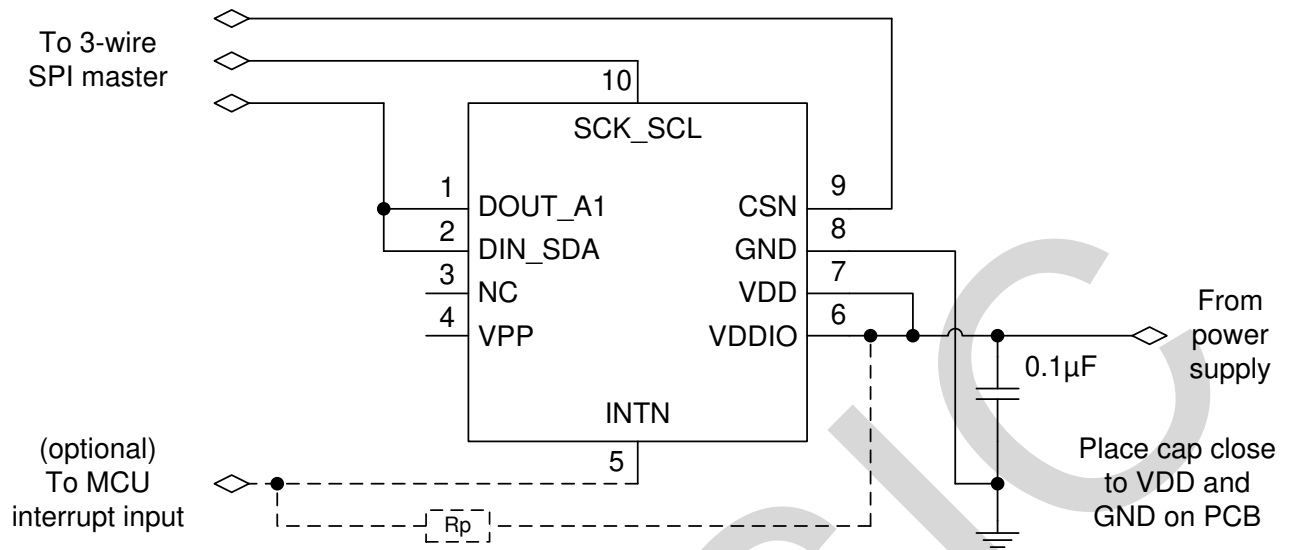 To 3-wire
SPI master
10
SCK_SCL
1
DOUT_A1
2
DIN_SDA
3
NC
4
VPP
9
CSN
8
GND
7
VDD
6
VDDIO
INTN
5
From
power
supply
0.1µF
Place cap close
to VDD and
GND on PCB
(optional)
To MCU
interrupt input
Rp